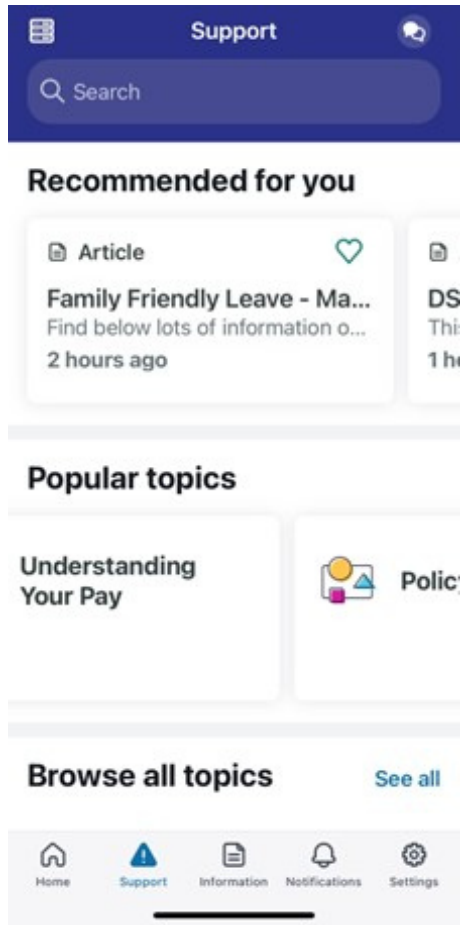 Support
Search
Recommended for you
Article
Family Friendly Leave - Ma...
Find below lots of information o...
2 hours ago
DS
Thi
1 h
Popular topics
Understanding
Your Pay
Polic
Browse all topics
See all
Home
Support
Information
Notifications
Settings